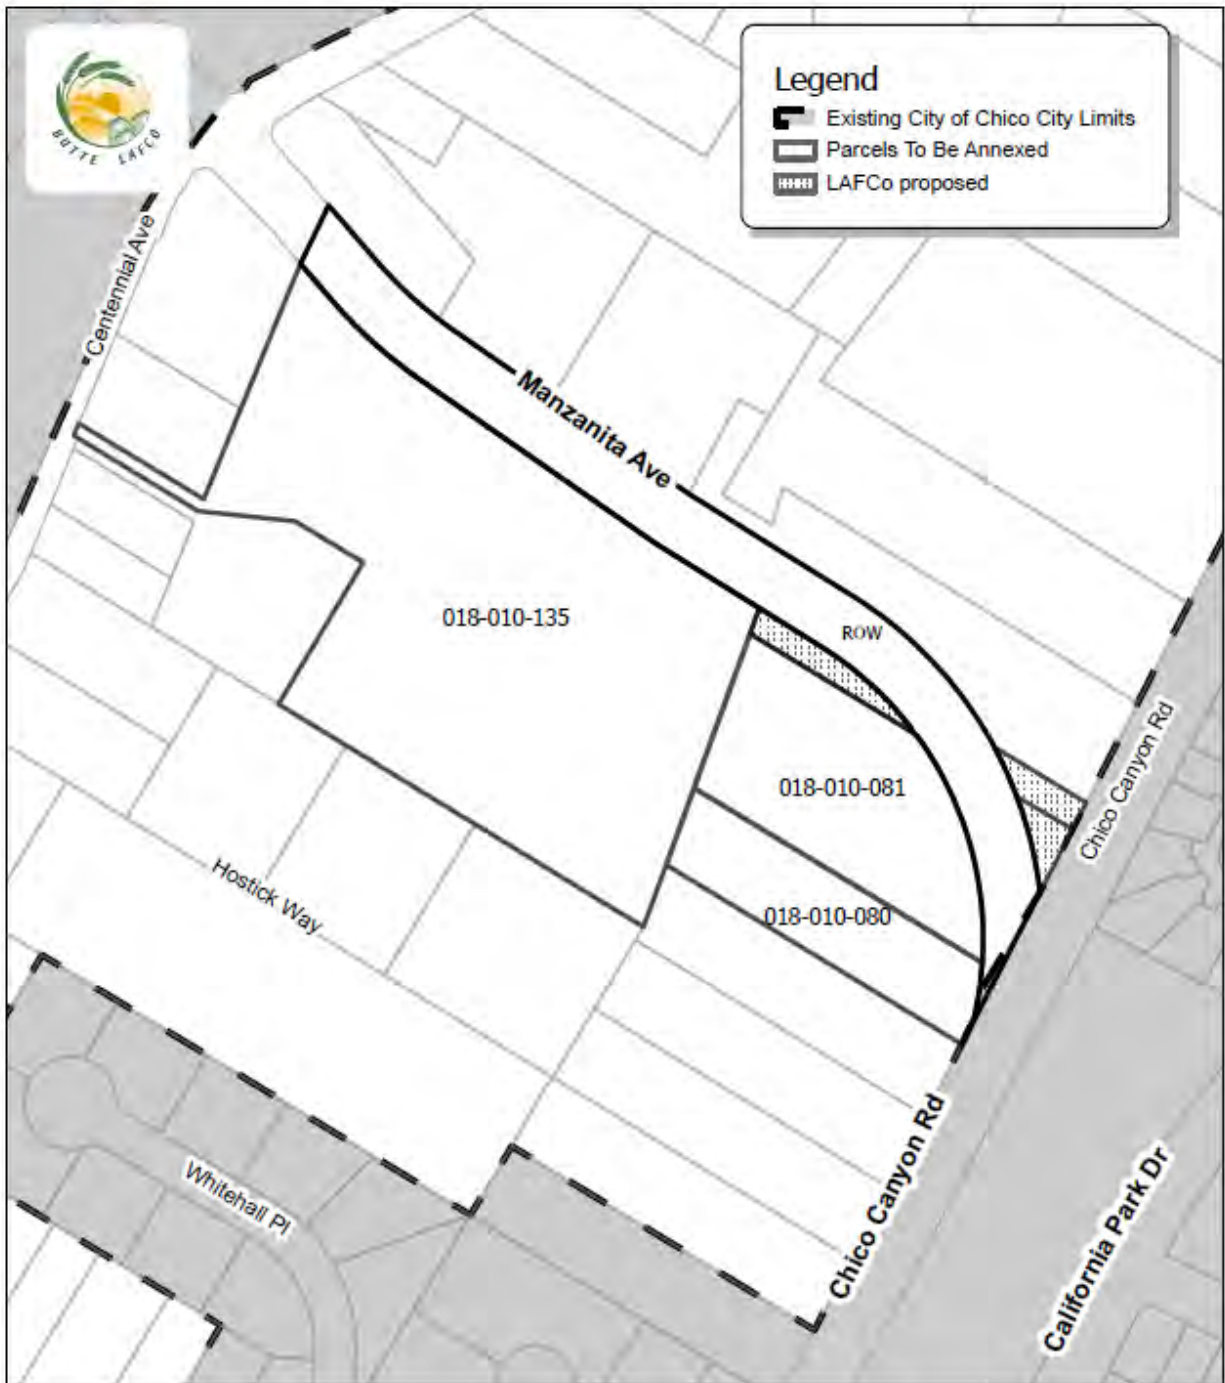 BUTTE LAFCO
Legend
Existing City of Chico City Limits
Parcels To Be Annexed
LAFCo proposed
Centennial Ave
Manzanita Ave
018-010-135
ROW
Chico Canyon Rd
018-010-081
Hostick Way
018-010-080
Chico Canyon Rd
Whitehall Pl
California Park Dr